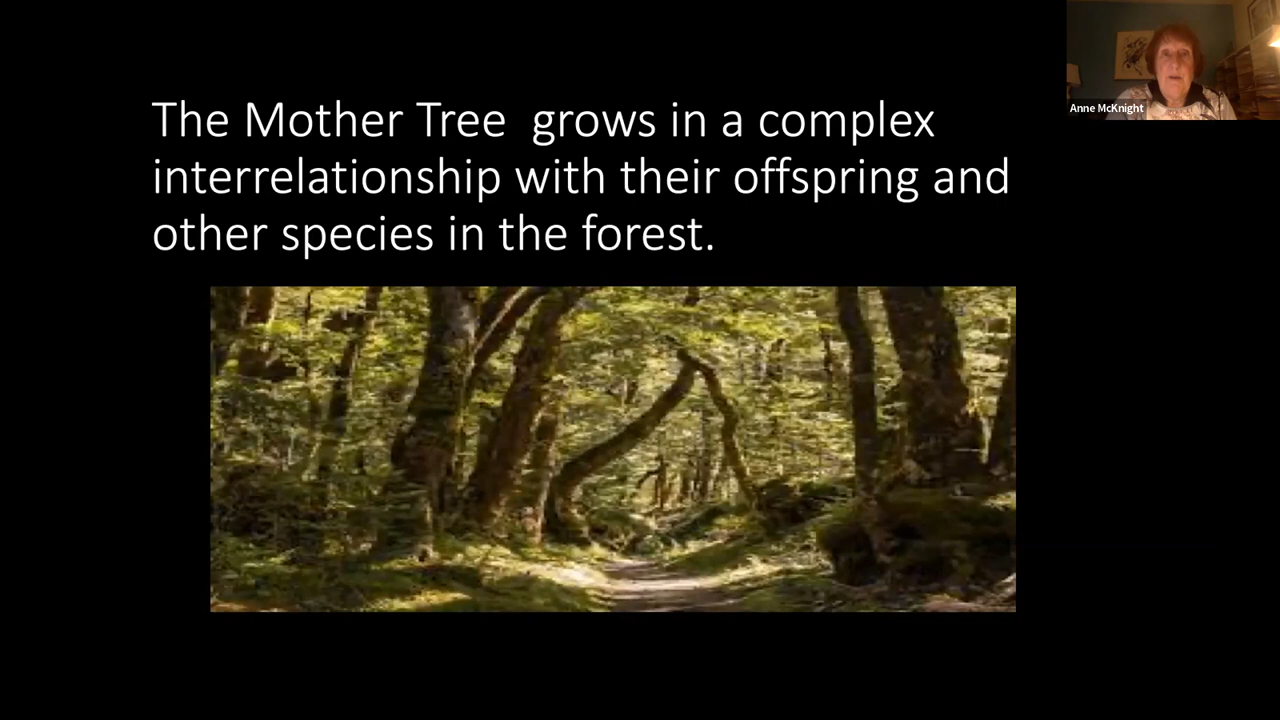 The Mother Tree  grows in a complex
interrelationship with their offspring and
other species in the forest.
Anne McKnight